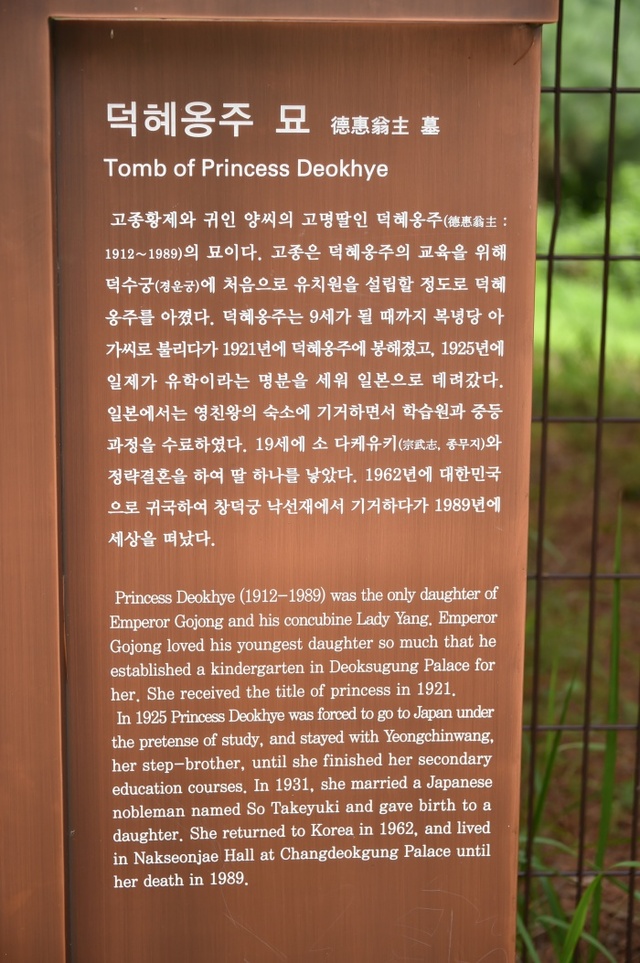 덕혜옹주 묘 德惠翁主 墓
Tomb of Princess Deokhye
고종황제와 귀인 양씨의 고명딸인 덕혜옹주(德惠翁主 :
1912~1989)의 묘이다. 고종은 덕혜옹주의 교육을 위해
덕수궁(경운궁)에 처음으로 유치원을 설립할 정도로 덕혜
옹주를 아꼈다. 덕혜옹주는 9세가 될 때까지 복녕당 아
가씨로 불리다가 1921년에 덕혜옹주에 봉해졌고, 1925년에
일제가 유학이라는 명분을 세워 일본으로 데려갔다.
일본에서는 영친왕의 숙소에 기거하면서 학습원과 중등
과정을 수료하였다. 19세에 소 다케유키(宗武志, 종무지)와
정략결혼을 하여 딸 하나를 낳았다. 1962년에 대한민국
으로 귀국하여 창덕궁 낙선재에서 기거하다가 1989년에
세상을 떠났다.
Princess Deokhye (1912-1989) was the only daughter of
Emperor Gojong and his concubine Lady Yang. Emperor
Gojong loved his youngest daughter so much that he
established a kindergarten in Deoksugung Palace for
her. She received the title of princess in 1921.
In 1925 Princess Deokhye was forced to go to Japan under
the pretense of study, and stayed with Yeongchinwang,
her step-brother, until she finished her secondary
education courses. In 1931, she married a Japanese
nobleman named So Takeyuki and gave birth to a
daughter. She returned to Korea in 1962, and lived
in Nakseonjae Hall at Changdeokgung Palace until
her death in 1989.